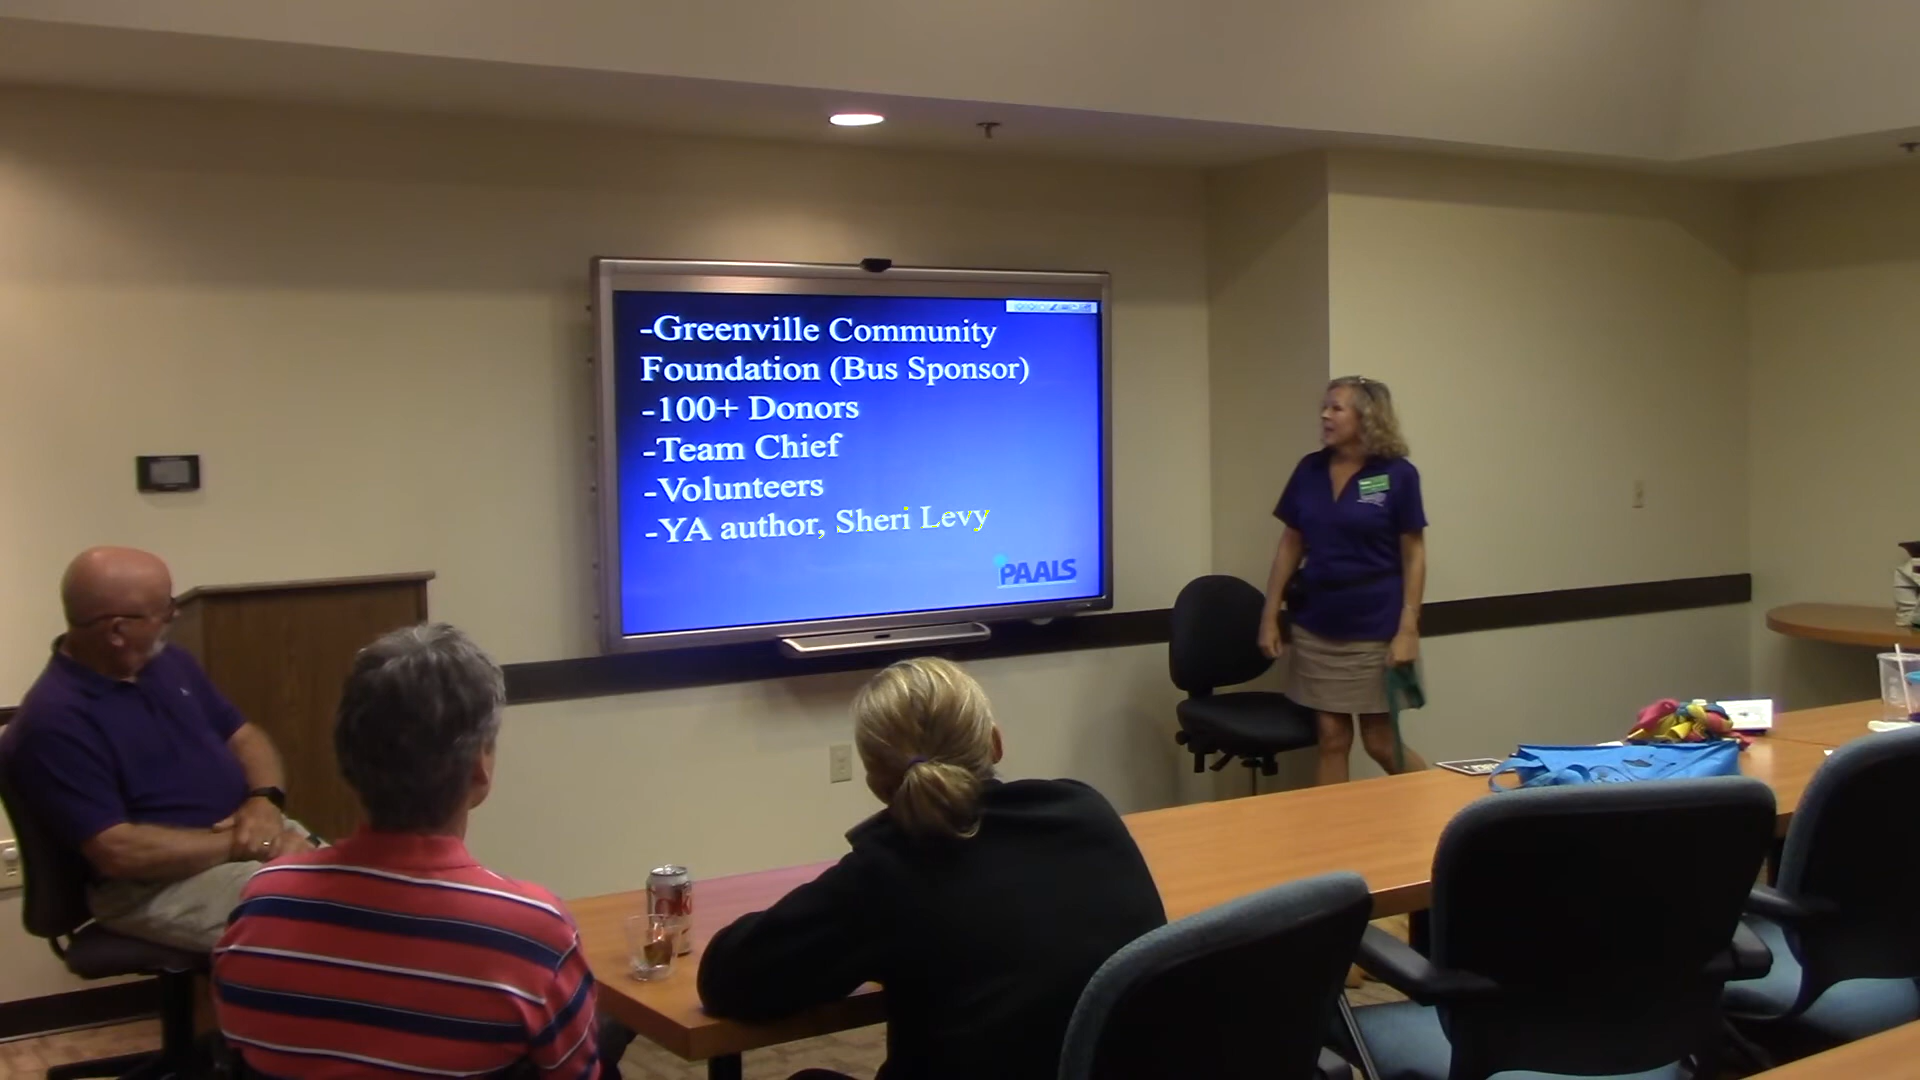 -Greenville Community
Foundation (Bus Sponsor)
-100+ Donors
-Team Chief
-Volunteers
-YA author, Sheri Levy
PAALS